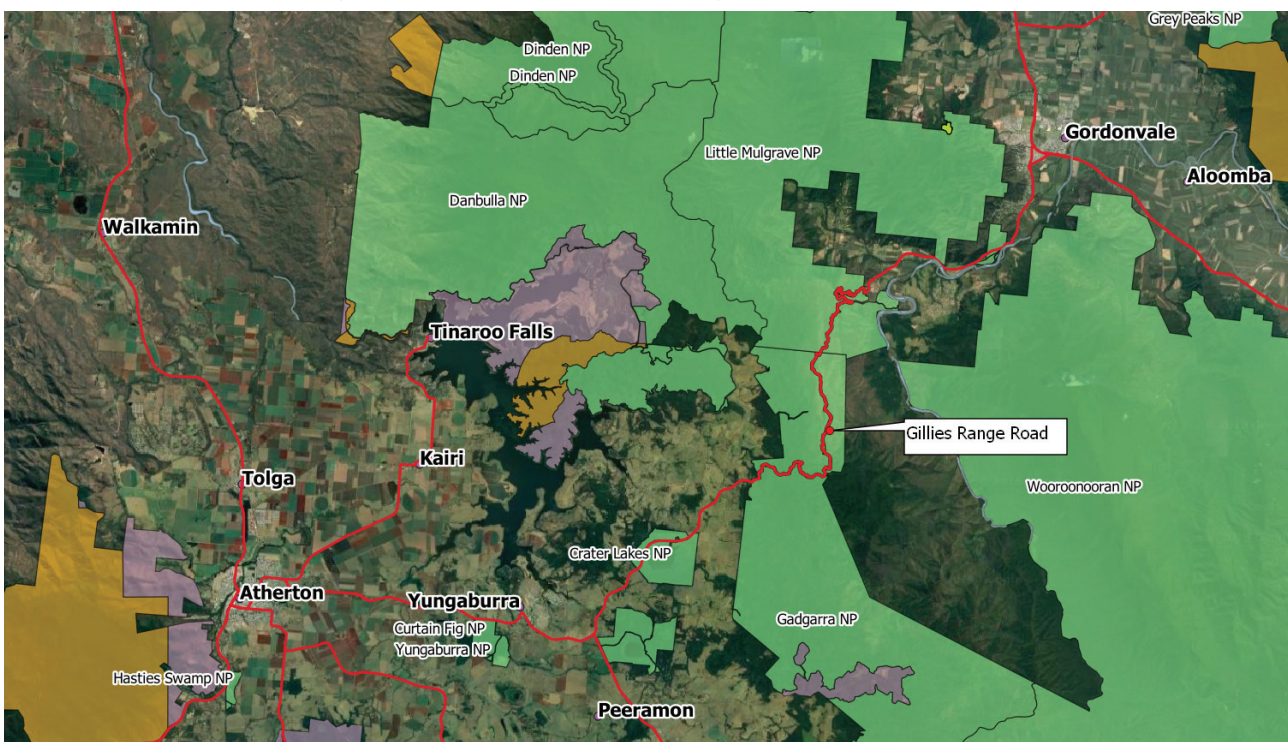 Grey Peaks NP
Dinden NP
Dinden NP
Gordonvale
Little Mulgrave NP
Aloomba
Danbulla NP
Walkamin
Tinaroo Falls
Gillies Range Road
Kairi
Tolga
Wooroonooran NP
Crater Lakes NP
Atherton
Yungaburra
Gadgarra NP
Curtain Fig NP
Yungaburra NP
Hasties Swamp NP
Peeramon